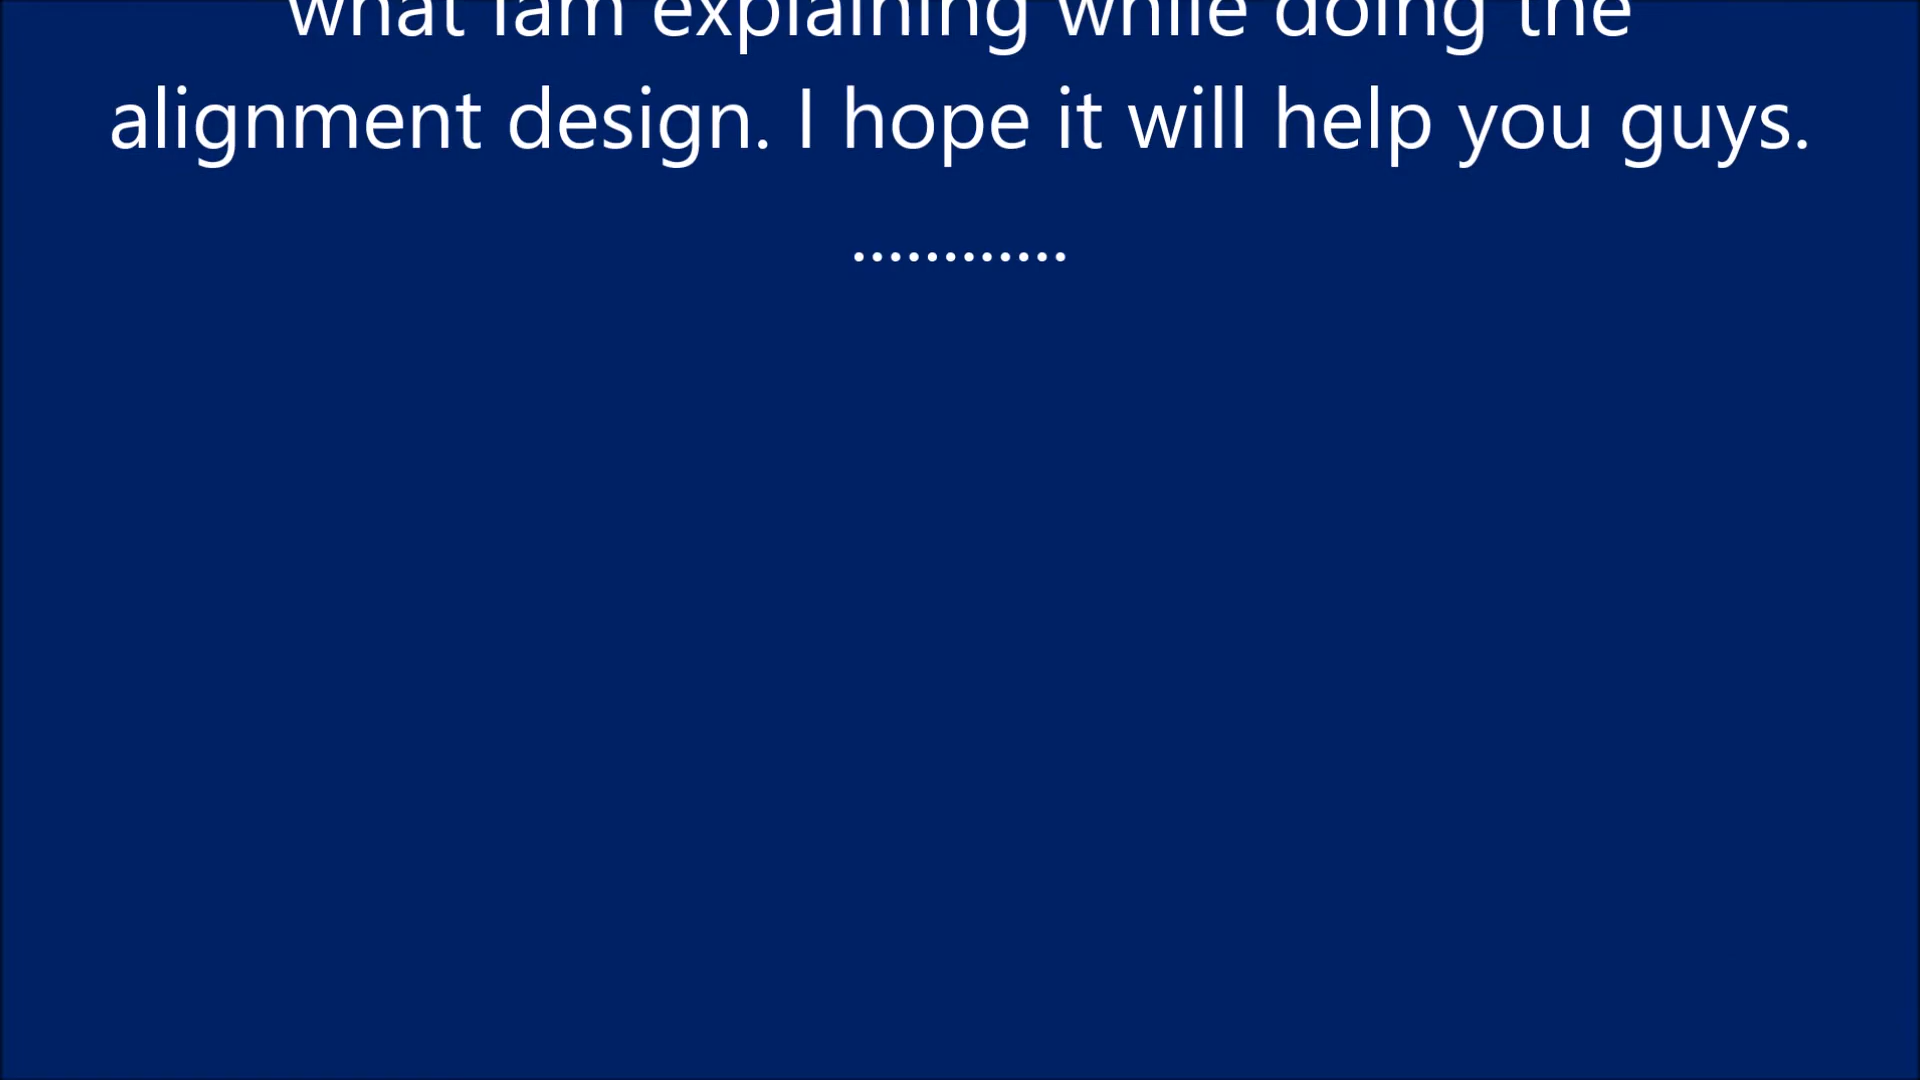 what iam explaining while doing the
alignment design. I hope it will help you guys.
............